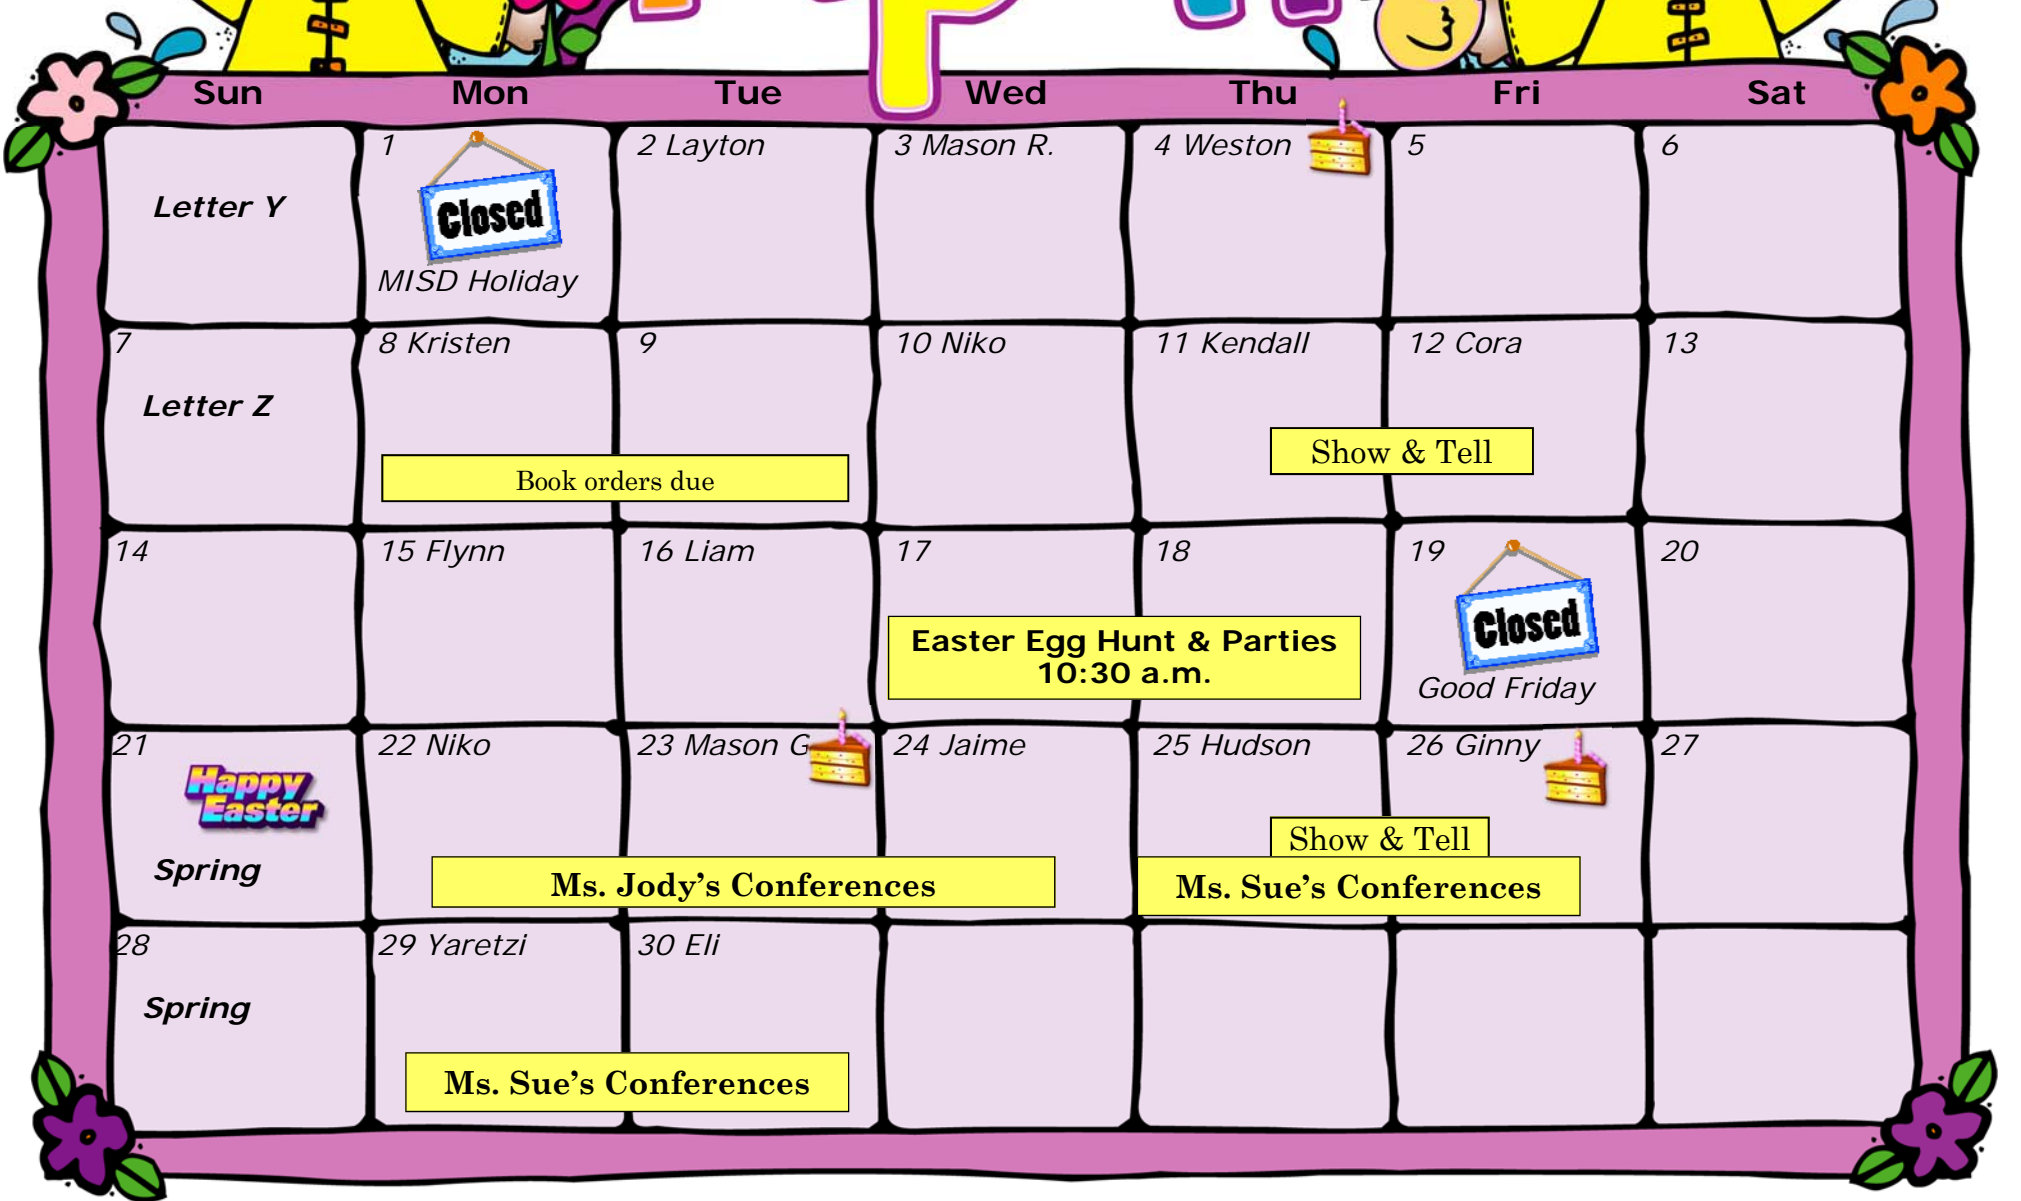 Sun Mon Tue Wed Thu Fri Sat
1 2 Layton 3 Mason R. 4 Weston 5 6
Letter Y
Closed
MISD Holiday
7 8 Kristen 9 10 Niko 11 Kendall 12 Cora 13
Letter Z
Show & Tell
Book orders due
14 15 Flynn 16 Liam 17 18 19 20
Closed
Easter Egg Hunt & Parties
10:30 a.m.
Good Friday
21 22 Niko 23 Mason G 24 Jaime 25 Hudson 26 Ginny 27
Happy
Easter
Show & Tell
Spring
Ms. Jody’s Conferences Ms. Sue’s Conferences
28 29 Yaretzi 30 Eli
Spring
Ms. Sue’s Conferences